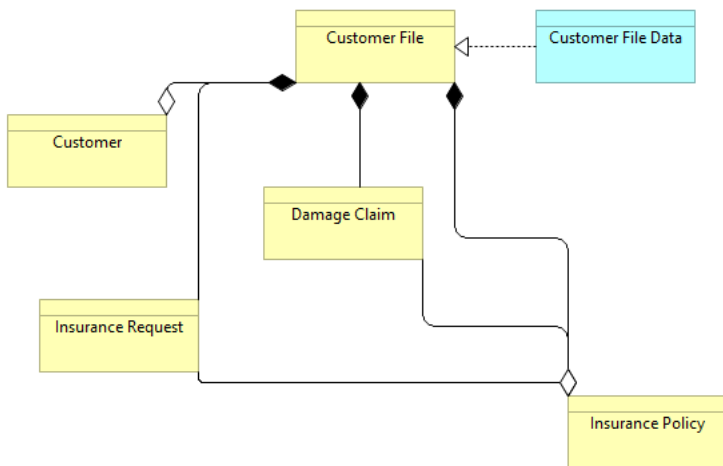 Customer File
Customer File Data
Customer
Damage Claim
Insurance Request
Insurance Policy